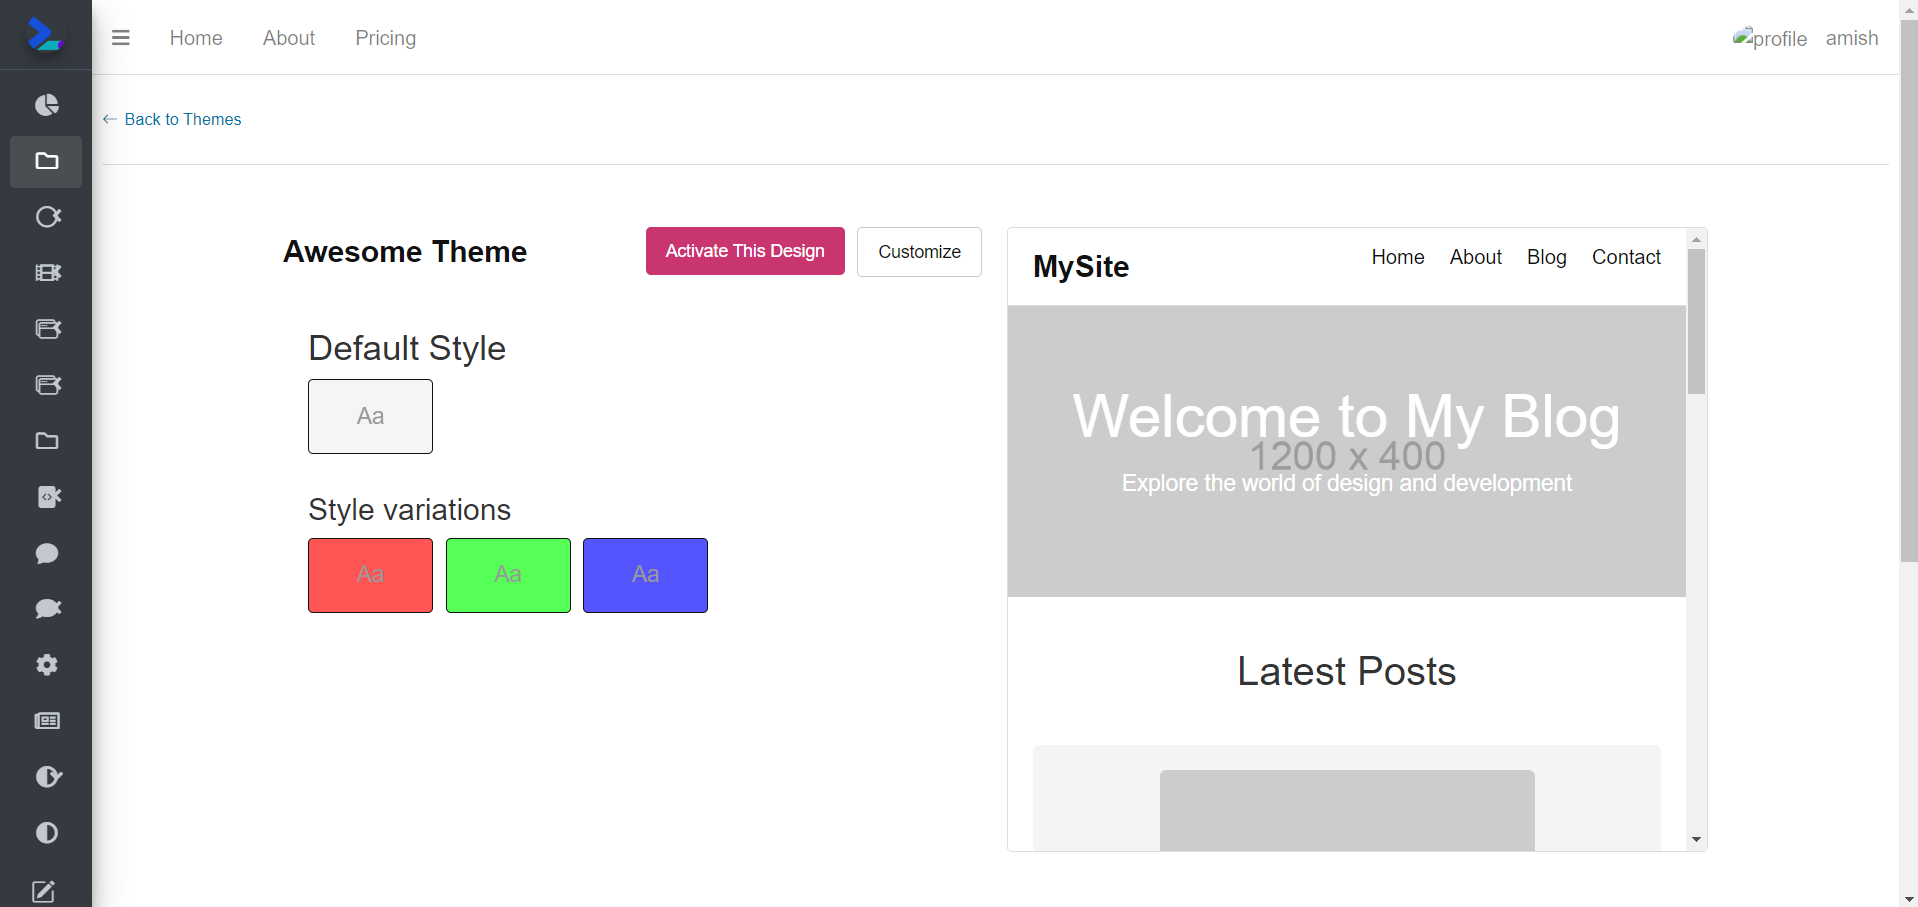 Home About Pricing
profile amish
← Back to Themes
Awesome Theme
Activate This Design
Customize
Default Style
Aa
Style variations
Aa Aa Aa
MySite
Home About Blog Contact
Welcome to My Blog
1200 x 400
Explore the world of design and development
Latest Posts